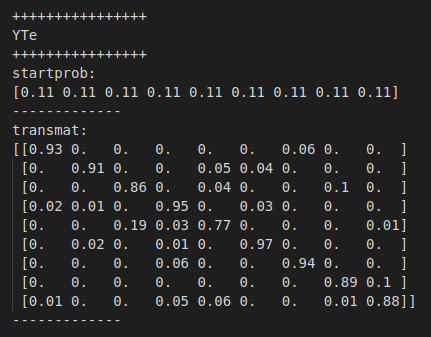 ++++++++++++++++
YTe
++++++++++++++++
startprob:
[0.11 0.11 0.11 0.11 0.11 0.11 0.11 0.11 0.11]
-------------
transmat:
[[0.93 0.   0.   0.   0.   0.   0.06 0.   0.  ]
 [0.   0.91 0.   0.   0.05 0.04 0.   0.   0.  ]
 [0.   0.   0.86 0.   0.04 0.   0.   0.1  0.  ]
 [0.02 0.01 0.   0.95 0.   0.03 0.   0.   0.  ]
 [0.   0.   0.19 0.03 0.77 0.   0.   0.   0.01]
 [0.   0.02 0.   0.01 0.   0.97 0.   0.   0.  ]
 [0.   0.   0.   0.06 0.   0.   0.94 0.   0.  ]
 [0.   0.   0.   0.   0.   0.   0.   0.89 0.1 ]
 [0.01 0.   0.   0.05 0.06 0.   0.   0.01 0.88]]
-------------